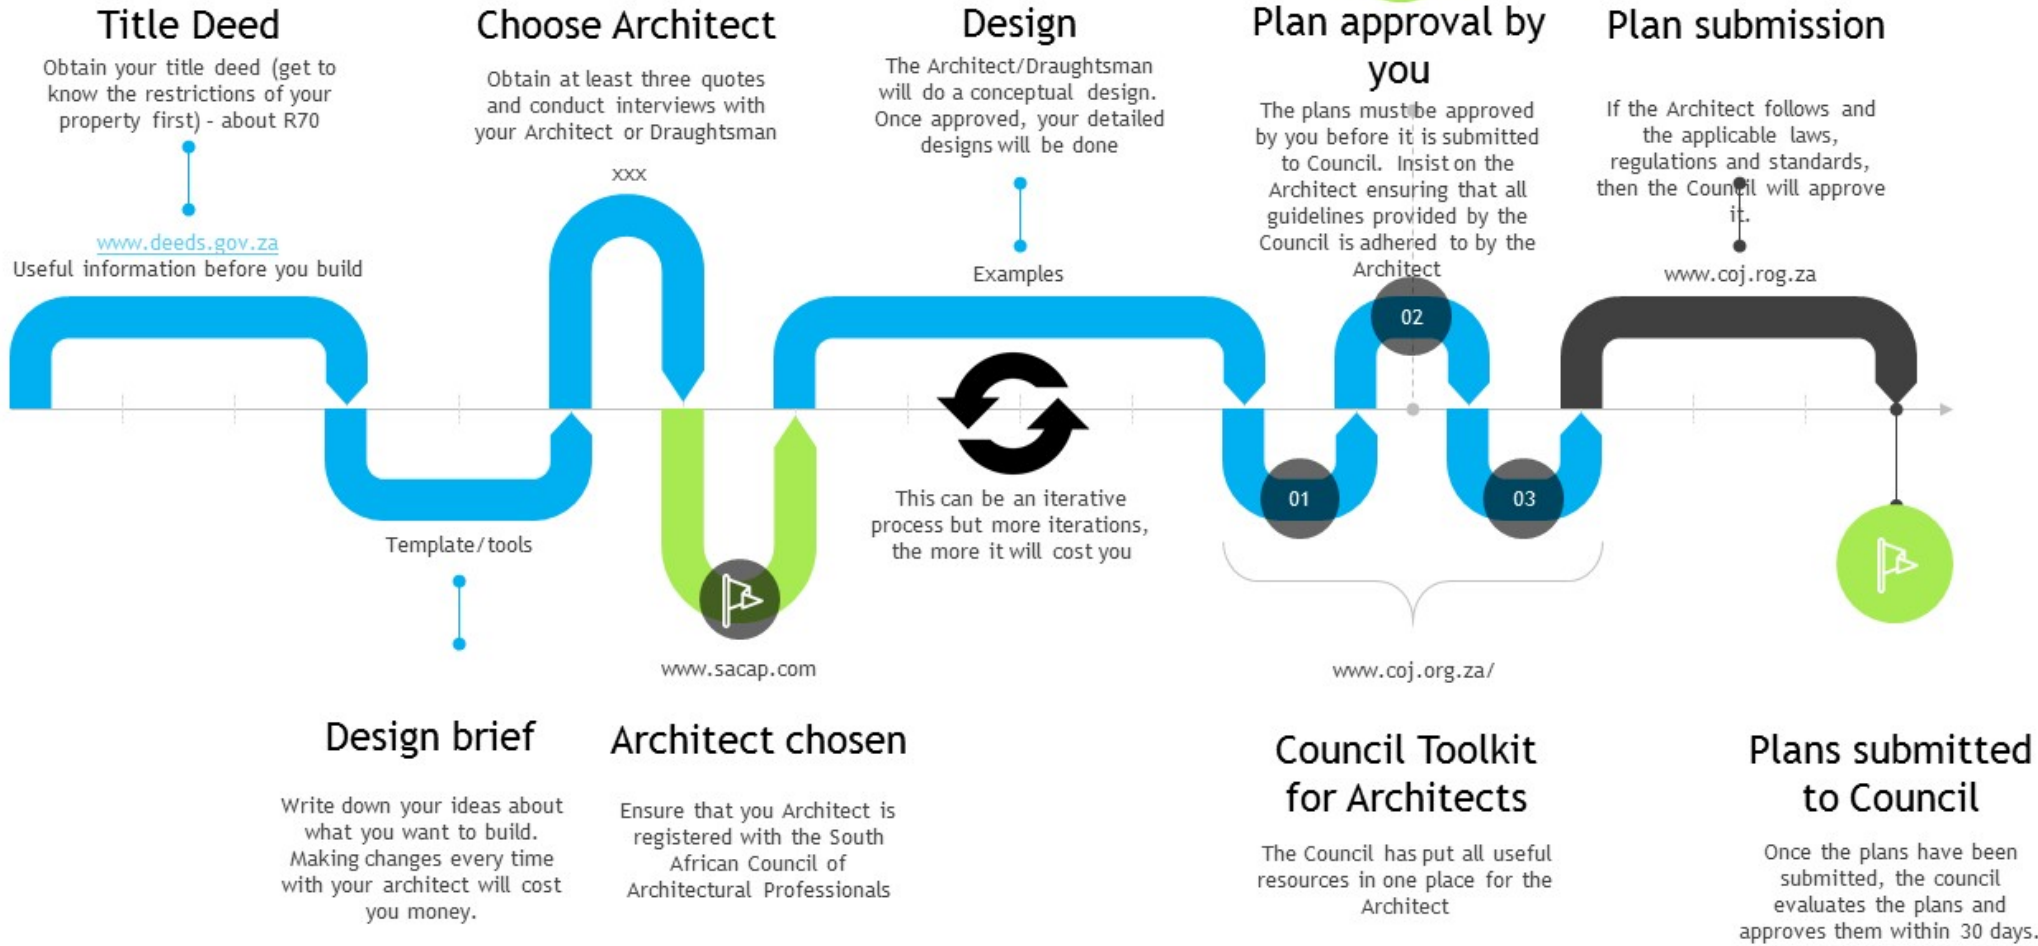 Title Deed
Obtain your title deed (get to
know the restrictions of your
property first) - about R70
www.deeds.gov.za
Useful information before you build
Choose Architect
Obtain at least three quotes
and conduct interviews with
your Architect or Draughtsman
xxx
Design
The Architect/Draughtsman
will do a conceptual design.
Once approved, your detailed
designs will be done
Examples
Plan approval by
you
The plans must be approved
by you before it is submitted
to Council. Insist on the
Architect ensuring that all
guidelines provided by the
Council is adhered to by the
Architect
Plan submission
If the Architect follows and
the applicable laws,
regulations and standards,
then the Council will approve
it.
www.coj.rog.za
02
01
03
Template/tools
This can be an iterative
process but more iterations,
the more it will cost you
www.sacap.com
www.coj.org.za/
Design brief
Write down your ideas about
what you want to build.
Making changes every time
with your architect will cost
you money.
Architect chosen
Ensure that you Architect is
registered with the South
African Council of
Architectural Professionals
Council Toolkit
for Architects
The Council has put all useful
resources in one place for the
Architect
Plans submitted
to Council
Once the plans have been
submitted, the council
evaluates the plans and
approves them within 30 days.